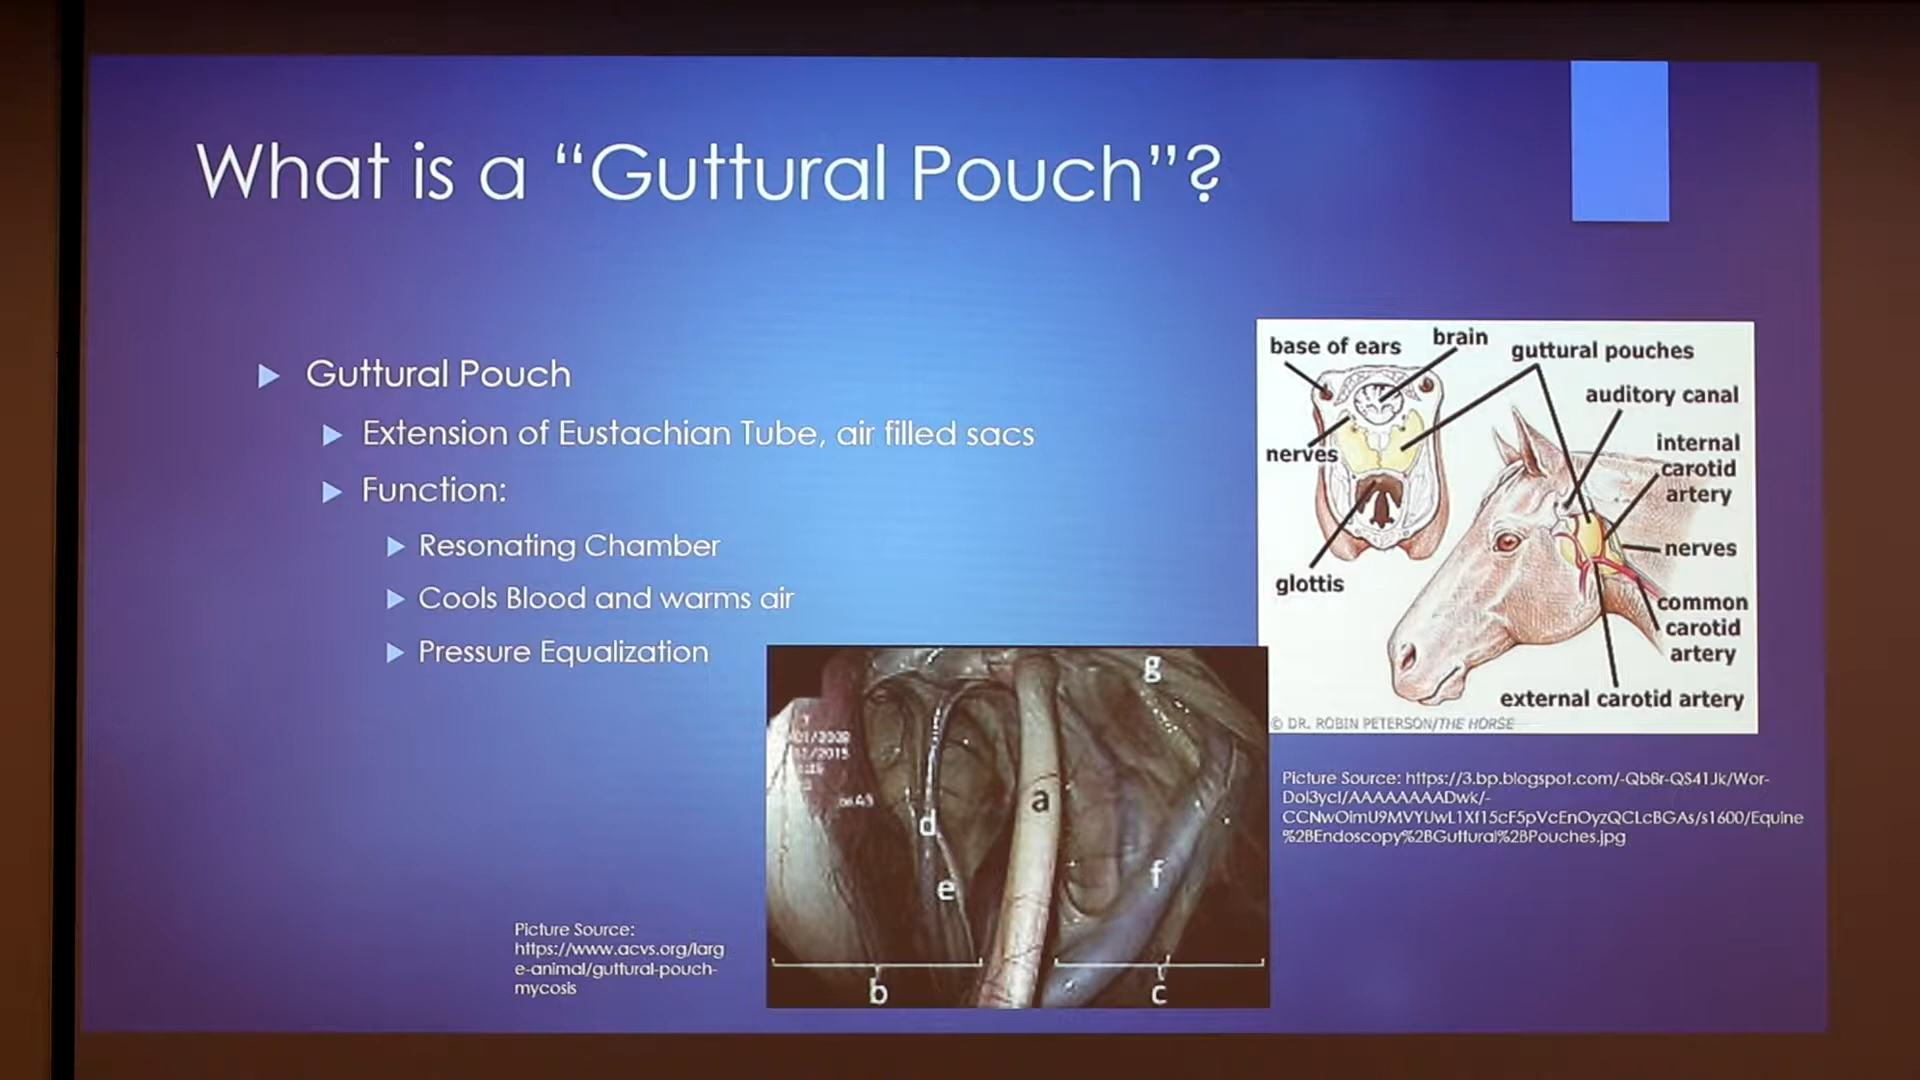 What is a “Guttural Pouch”?
Guttural Pouch
Extension of Eustachian Tube, air filled sacs
Function:
Resonating Chamber
Cools Blood and warms air
Pressure Equalization
base of ears
brain
guttural pouches
auditory canal
internal
carotid
artery
nerves
nerves
glottis
common
carotid
artery
external carotid artery
© DR. ROBIN PETERSON/THE HORSE
g
a
d
e
f
b
c
Picture Source: https://3.bp.blogspot.com/-Qb8r-QS41Jk/Wor-
DoI3ycI/AAAAAAAADwk/-
CCNwOimU9MVYUwL1Xf15cF5pVcEnOyzQCLcBGAs/s1600/Equine
%2BEndoscopy%2BGuttural%2BPouches.jpg
Picture Source:
https://www.acvs.org/larg
e-animal/guttural-pouch-
mycosis